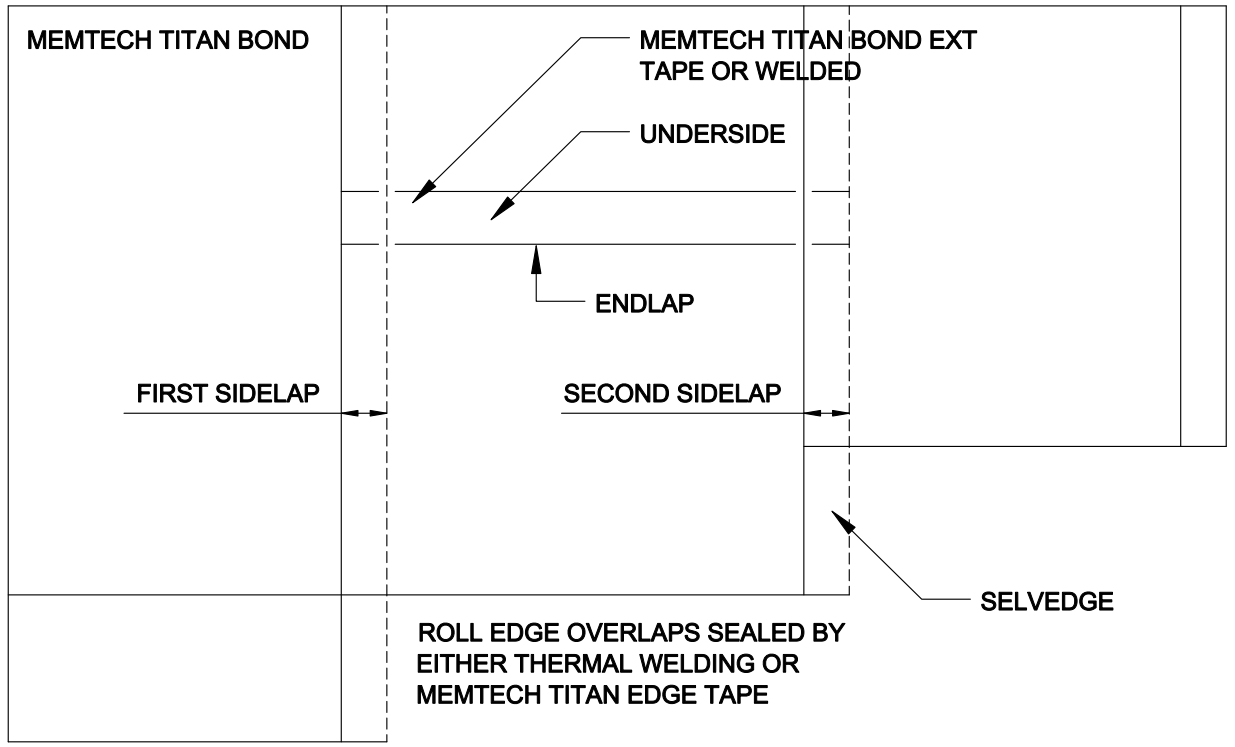 MEMTECH TITAN BOND
MEMTECH TITAN BOND EXT
TAPE OR WELDED
UNDERSIDE
ENDLAP
FIRST SIDELAP
SECOND SIDELAP
SELVEDGE
ROLL EDGE OVERLAPS SEALED BY
EITHER THERMAL WELDING OR
MEMTECH TITAN EDGE TAPE